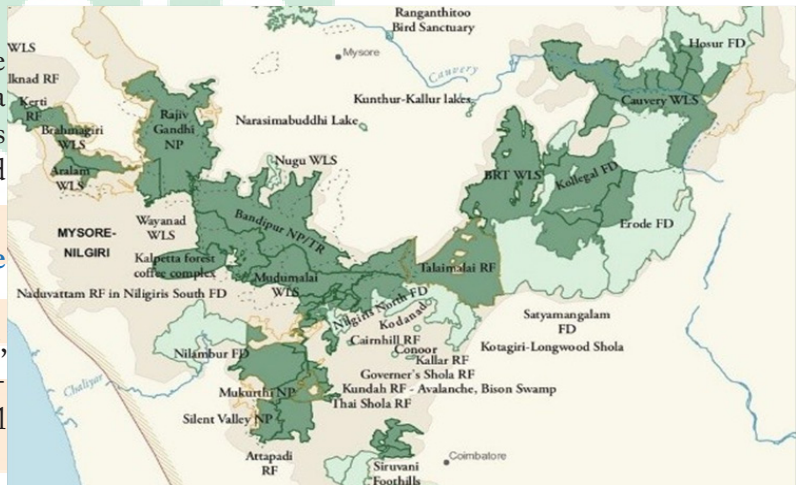 Ranganthitoo
Bird Sanctuary
Hosur FD
WLS
Mysore
lknad RF
Cauvery
Kerti
RF
Kunthur-Kallur lakes
Cauvery WLS
Rajiv
Gandhi
NP
Narasimabuddhi Lake
Brahmagiri
WLS
Nugu WLS
Aralam
WLS
BRT WLS
Kollegal FD
Wayanad
WLS
Bandipur NP/TR
Erode FD
MYSORE-
NILGIRI
Kalpetta forest
coffee complex
Mudumalai
WLS
Talaimalai RF
Naduvattam RF in Niligiris South FD
Nilgiris North FD
Kodanad
Satyamangalam
FD
Cairnhill RF
Conoor
Kotagiri-Longwood Shola
Nilambur FD
Kallar RF
Governer's Shola RF
Chaliyar
Mukurthi NP
Kundah RF - Avalanche, Bison Swamp
Thai Shola RF
Silent Valley NP
Attapadi
RF
Siruvani
Foothills
Coimbatore